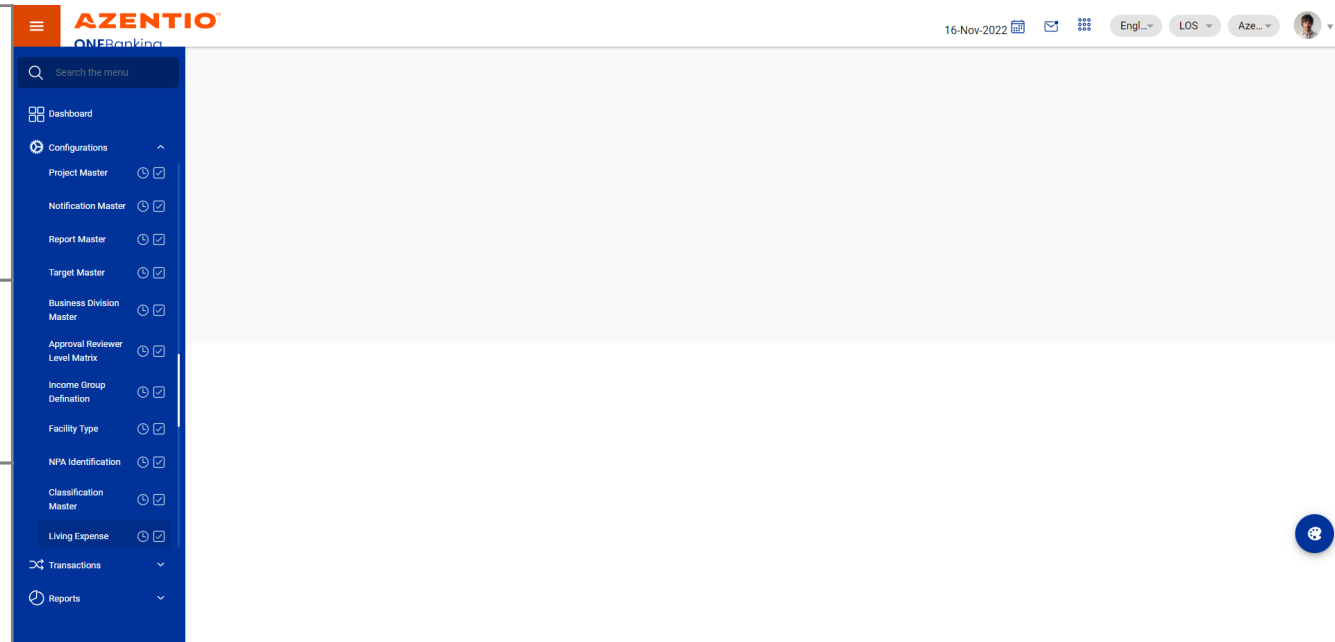 AZENTIO™
ONEBanking
16-Nov-2022
Engl...
LOS
Aze...
Search the menu
Dashboard
Configurations
Project Master
Notification Master
Report Master
Target Master
Business Division
Master
Approval Reviewer
Level Matrix
Income Group
Defination
Facility Type
NPA Identification
Classification
Master
Living Expense
Transactions
Reports